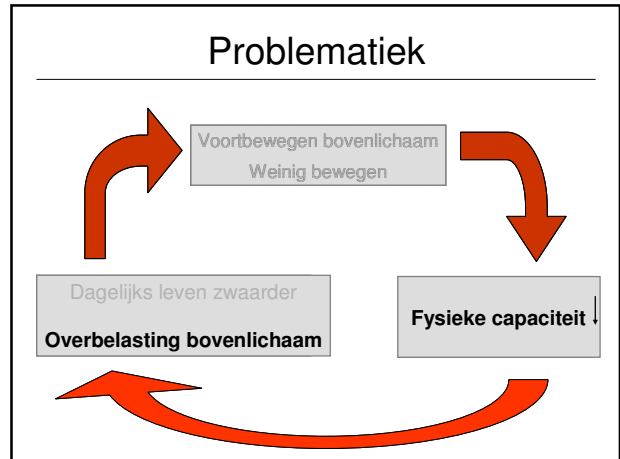 Problematiek
Voortbewegen bovenlichaam
Weinig bewegen
Dagelijks leven zwaarder
Overbelasting bovenlichaam
Fysieke capaciteit↓